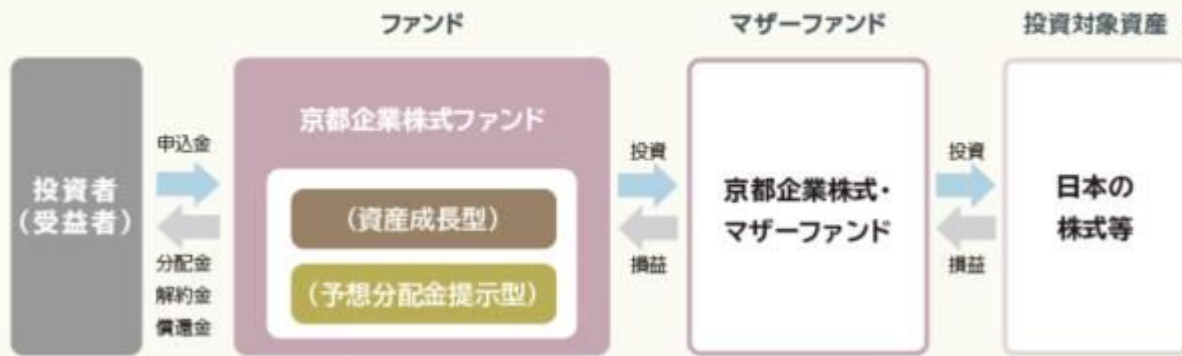 ファンド
マザーファンド
投資対象資産
投資者
(受益者)
申込金
分配金
解約金
償還金
京都企業株式ファンド
(資産成長型)
(予想分配金提示型)
投資
損益
京都企業株式・
マザーファンド
投資
損益
日本の
株式等